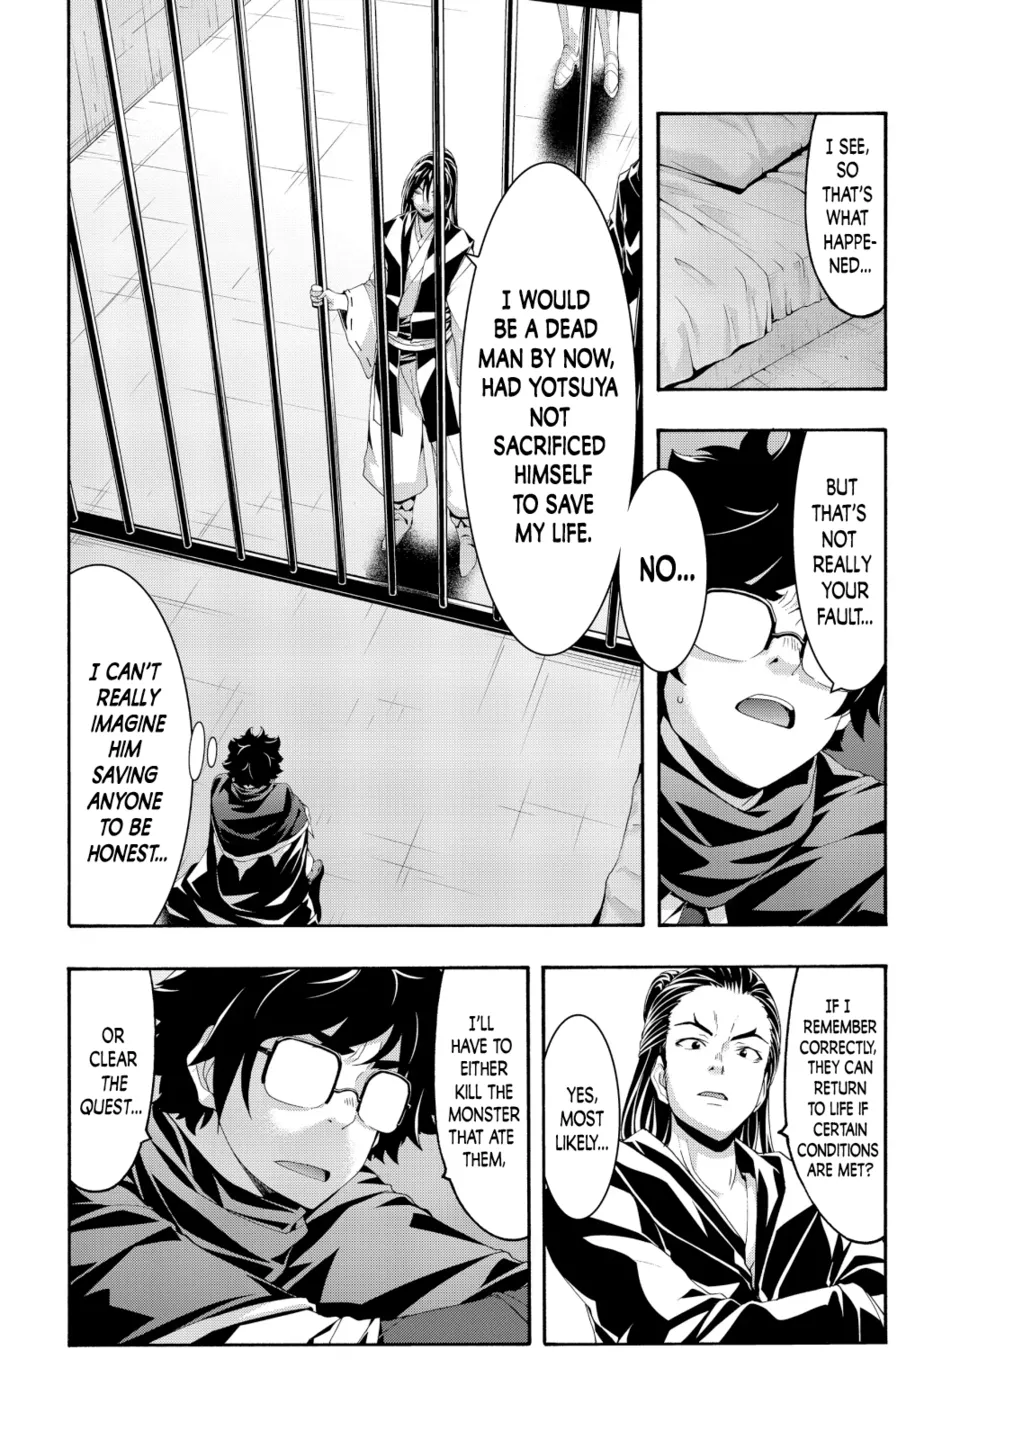 I SEE,
SO
THAT'S
WHAT
HAPPE-
NED...
BUT
THAT'S
NOT
REALLY
YOUR
FAULT...
NO...
I WOULD
BE A DEAD
MAN BY NOW,
HAD YOTSUYA
NOT
SACRIFICED
HIMSELF
TO SAVE
MY LIFE.
I CAN'T
REALLY
IMAGINE
HIM
SAVING
ANYONE
TO BE
HONEST...
IF I
REMEMBER
CORRECTLY,
THEY CAN
RETURN
TO LIFE IF
CERTAIN
CONDITIONS
ARE MET?
YES,
MOST
LIKELY...
I'LL
HAVE TO
EITHER
KILL THE
MONSTER
THAT ATE
THEM,
OR
CLEAR
THE
QUEST...